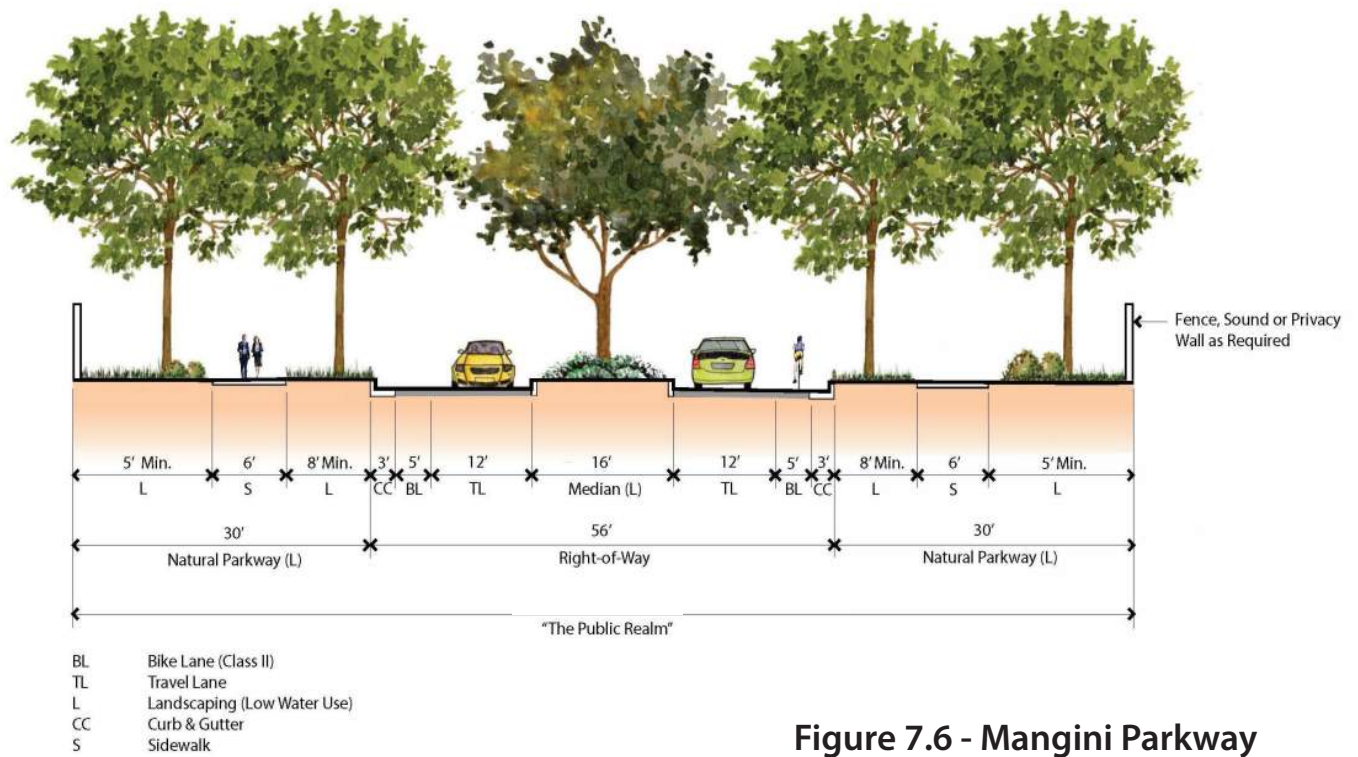 Fence, Sound or Privacy
Wall as Required
5' Min. 6' 8' Min. 3' 5' 12' 16' 12' 5' 3' 8' Min. 6' 5' Min.
L S L CC BL TL Median (L) TL BL CC L S L
30' 56' 30'
Natural Parkway (L) Right-of-Way Natural Parkway (L)
"The Public Realm"
BL Bike Lane (Class II)
TL Travel Lane
L Landscaping (Low Water Use)
CC Curb & Gutter
S Sidewalk
Figure 7.6 - Mangini Parkway